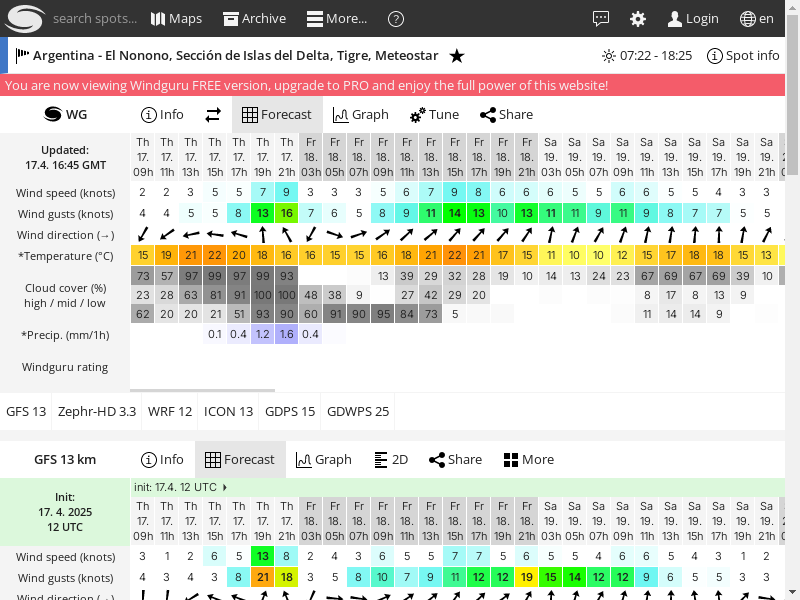 search spots... Maps Archive More... ? Login en
Argentina - El Nonono, Sección de Islas del Delta, Tigre, Meteostar ★ 07:22 - 18:25 Spot info
You are now viewing Windguru FREE version, upgrade to PRO and enjoy the full power of this website!
WG Info Forecast Graph Tune Share
Updated:
17.4. 16:45 GMT
Th Th Th Th Th Th Th Fr Fr Fr Fr Fr Fr Fr Fr Fr Fr Sa Sa Sa Sa Sa Sa Sa Sa Sa Sa
17. 17. 17. 17. 17. 17. 17. 18. 18. 18. 18. 18. 18. 18. 18. 18. 18. 19. 19. 19. 19. 19. 19. 19. 19. 19. 19.
09h 11h 13h 15h 17h 19h 21h 03h 05h 07h 09h 11h 13h 15h 17h 19h 21h 03h 05h 07h 09h 11h 13h 15h 17h 19h 21h
Wind speed (knots) 2 2 3 5 5 7 9 3 3 3 5 6 7 9 8 6 6 6 5 5 6 6 5 5 4 3 3
Wind gusts (knots) 4 4 5 5 8 13 16 7 6 5 8 9 11 14 13 10 13 11 11 9 11 9 8 7 7 5 5
Wind direction (→)
*Temperature (°C) 15 19 21 22 20 18 16 16 15 15 16 18 21 22 21 17 15 11 10 10 12 15 17 18 18 15 13
Cloud cover (%)
high / mid / low
73 57 97 99 97 99 93 13 39 29 32 28 19 10 14 13 24 23 67 69 67 69 39 10
23 28 63 81 91 100 100 48 38 9 27 42 29 20 8 17 8 13 9
62 20 20 21 51 93 90 60 91 90 95 84 73 5 11 14 14 9
*Precip. (mm/1h) 0.1 0.4 1.2 1.6 0.4
Windguru rating
GFS 13 Zephr-HD 3.3 WRF 12 ICON 13 GDPS 15 GDWPS 25
GFS 13 km Info Forecast Graph 2D Share More
Init:
17. 4. 2025
12 UTC
init: 17.4. 12 UTC
Th Th Th Th Th Th Th Fr Fr Fr Fr Fr Fr Fr Fr Fr Fr Sa Sa Sa Sa Sa Sa Sa Sa Sa Sa
17. 17. 17. 17. 17. 17. 17. 18. 18. 18. 18. 18. 18. 18. 18. 18. 18. 19. 19. 19. 19. 19. 19. 19. 19. 19. 19.
09h 11h 13h 15h 17h 19h 21h 03h 05h 07h 09h 11h 13h 15h 17h 19h 21h 03h 05h 07h 09h 11h 13h 15h 17h 19h 21h
Wind speed (knots) 3 1 2 6 5 13 8 2 4 3 6 5 5 7 7 5 6 5 5 4 6 6 5 4 3 1 2
Wind gusts (knots) 4 3 4 3 8 21 18 3 5 8 10 7 9 11 12 12 19 15 14 12 12 9 6 5 5 3 3
Wind direction (→)